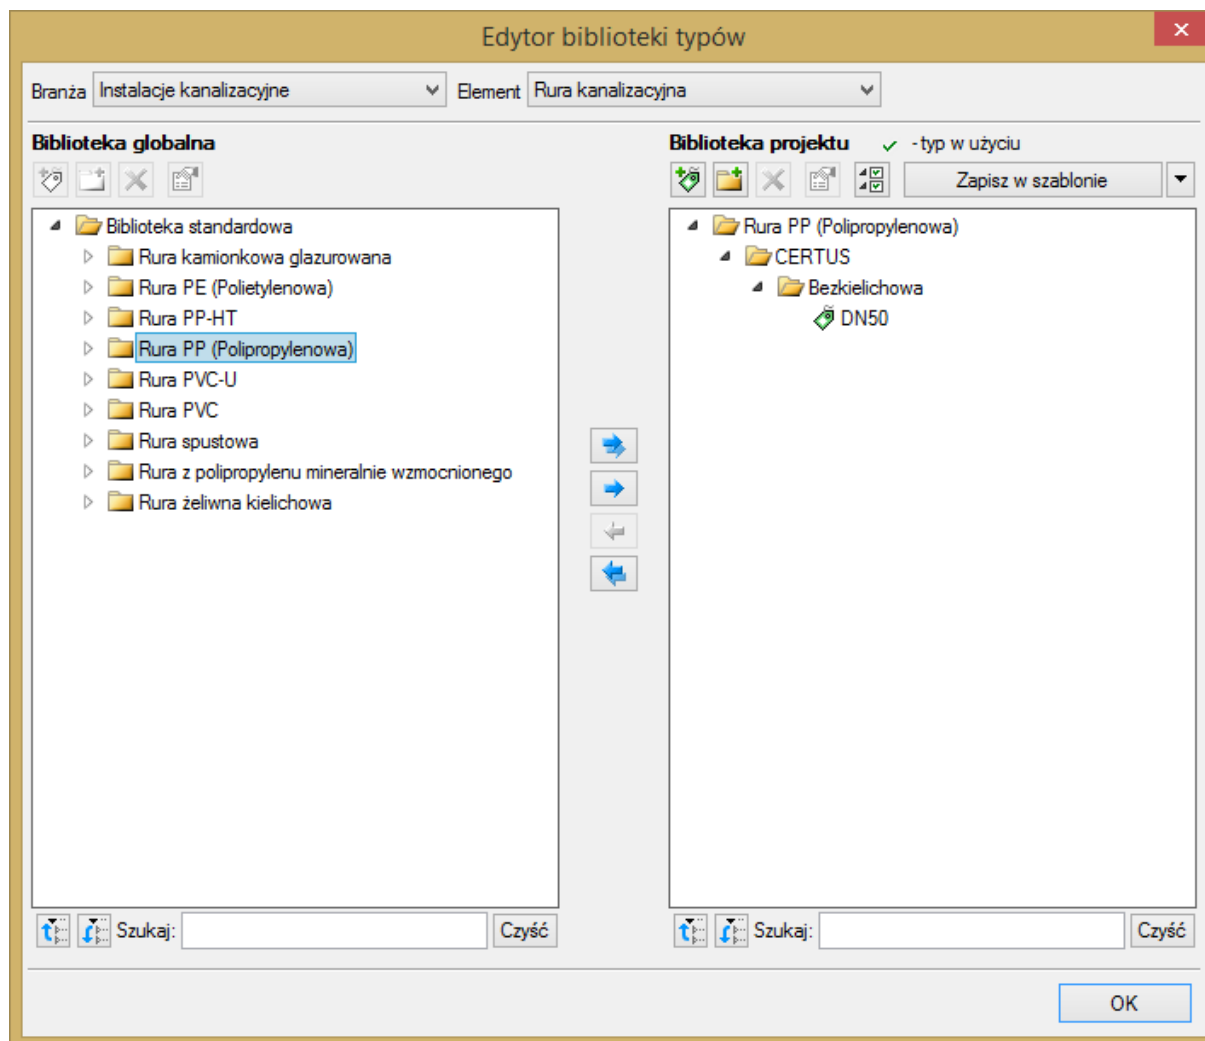 Edytor biblioteki typów
Branża Instalacje kanalizacyjne Element Rura kanalizacyjna
Biblioteka globalna
Biblioteka projektu - typ w użyciu
Zapisz w szablonie
Biblioteka standardowa
Rura kamionkowa glazurowana
Rura PE (Polietylenowa)
Rura PP-HT
Rura PP (Polipropylenowa)
Rura PVC-U
Rura PVC
Rura spustowa
Rura z polipropylenu mineralnie wzmocnionego
Rura żeliwna kielichowa
Rura PP (Polipropylenowa)
CERTUS
Bezkielichowa
DN50
Szukaj: Czyść
Szukaj: Czyść
OK